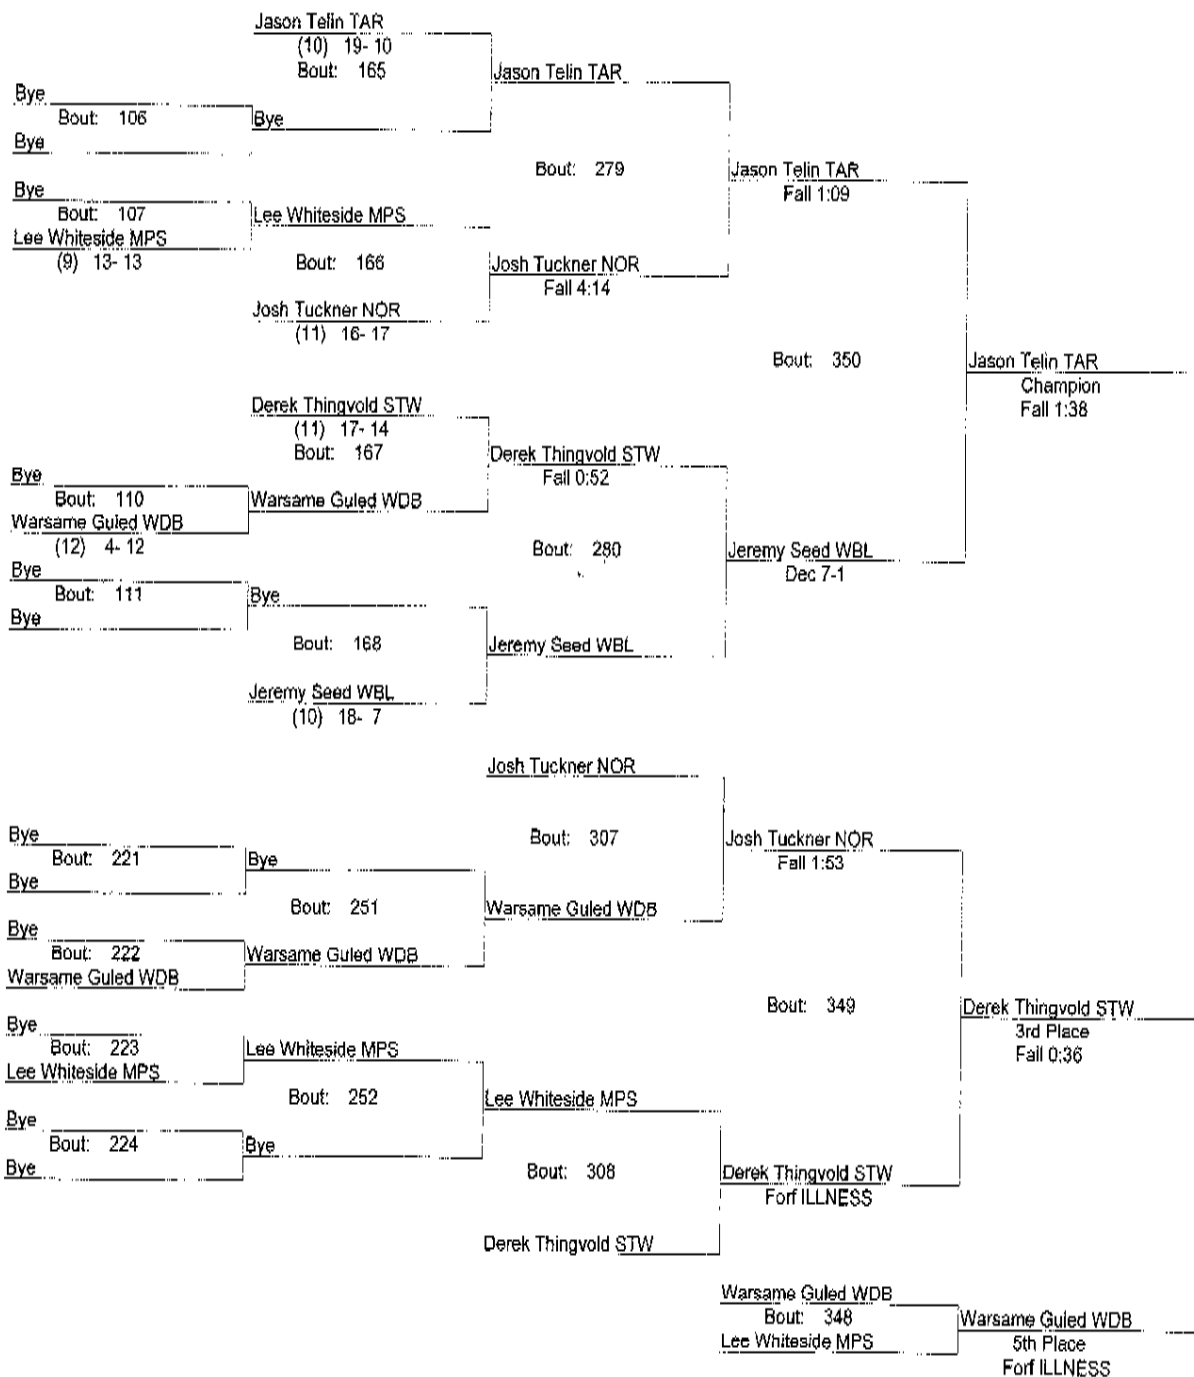 Jason Telin TAR
(10) 19- 10
Bout: 165
Jason Telin TAR
Bye
Bout: 106
Bye
Bye
Bout: 279
Jason Telin TAR
Fall 1:09
Bye
Bout: 107
Lee Whiteside MPS
Lee Whiteside MPS
(9) 13- 13
Bout: 166
Josh Tuckner NOR
Fall 4:14
Josh Tuckner NOR
(11) 16- 17
Bout: 350
Jason Telin TAR
Champion
Fall 1:38
Derek Thingvold STW
(11) 17- 14
Bout: 167
Derek Thingvold STW
Fall 0:52
Bye
Bout: 110
Warsame Guled WDB
Warsame Guled WDB
(12) 4- 12
Bout: 280
Jeremy Seed WBL
Dec 7-1
Bye
Bout: 111
Bye
Bye
Bout: 168
Jeremy Seed WBL
Jeremy Seed WBL
(10) 18- 7
Josh Tuckner NOR
Bye
Bout: 221
Bye
Bye
Bout: 307
Josh Tuckner NOR
Fall 1:53
Bout: 251
Warsame Guled WDB
Bye
Bout: 222
Warsame Guled WDB
Warsame Guled WDB
Bout: 349
Derek Thingvold STW
3rd Place
Fall 0:36
Bye
Bout: 223
Lee Whiteside MPS
Lee Whiteside MPS
Bout: 252
Lee Whiteside MPS
Bye
Bout: 224
Bye
Bye
Bout: 308
Derek Thingvold STW
Forf ILLNESS
Derek Thingvold STW
Warsame Guled WDB
Bout: 348
Lee Whiteside MPS
Warsame Guled WDB
5th Place
Forf ILLNESS